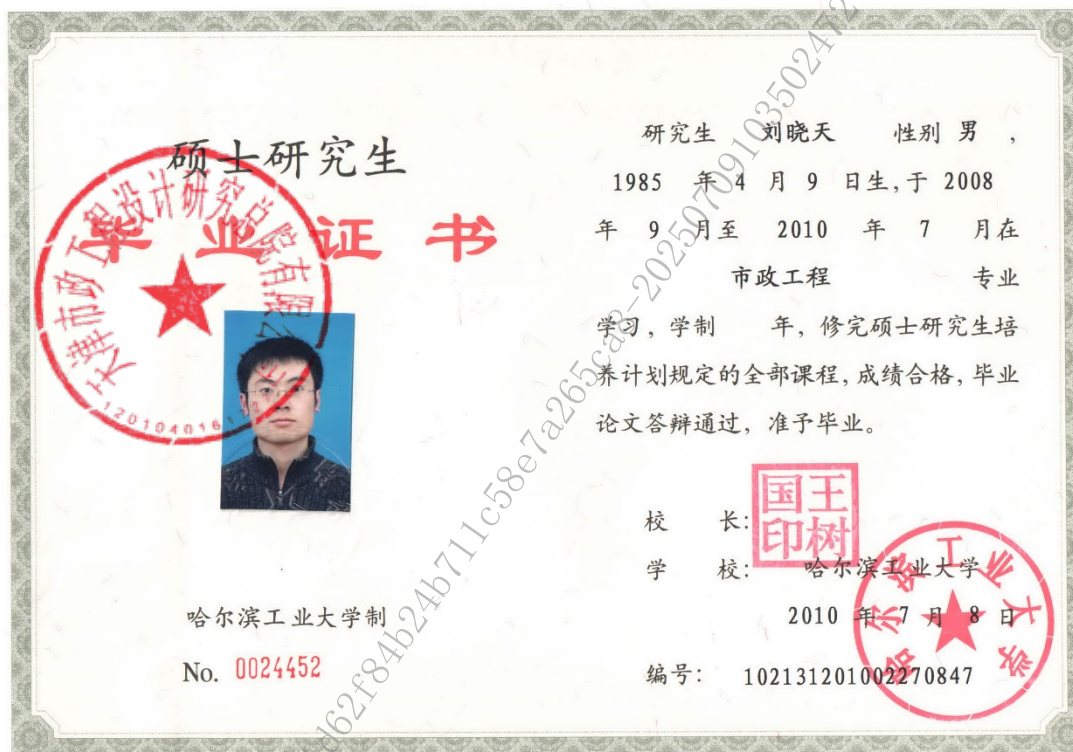 硕士研究生
毕业证书
天津市政工程设计研究总院有限
哈尔滨工业大学制
No. 0024452
研究生 刘晓天 性别 男 ,
1985 年 4 月 9 日生,于 2008
年 9 月至 2010 年 7 月在
市政工程 专业
学习,学制 年,修完硕士研究生培
养计划规定的全部课程,成绩合格,毕业
论文答辩通过,准予毕业。
校 长:
王树国印
学 校: 哈尔滨工业大学
2010 年 7 月 8 日
哈尔滨工业大学
编号: 102131201002270847